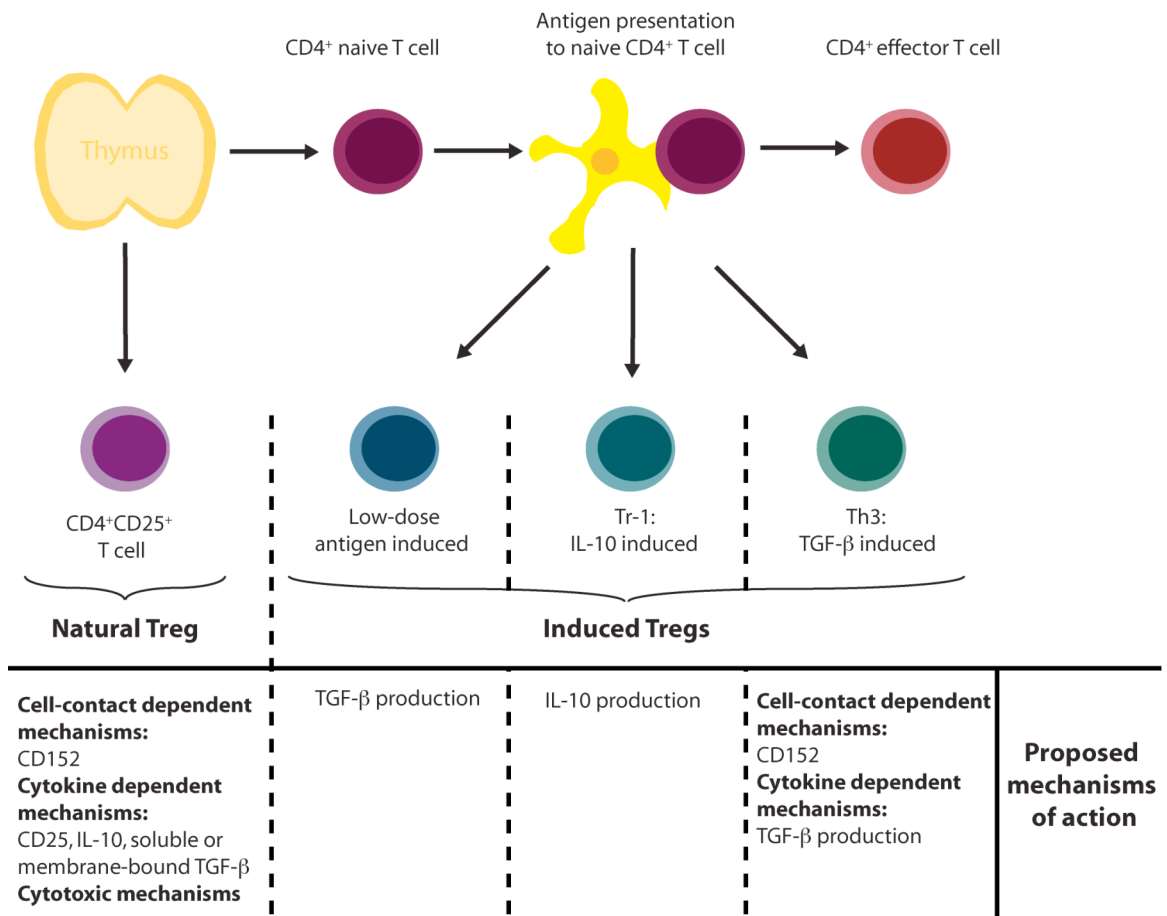 CD4⁺ naive T cell
Antigen presentation
to naive CD4⁺ T cell
CD4⁺ effector T cell
Thymus
CD4⁺CD25⁺
T cell
Low-dose
antigen induced
Tr-1:
IL-10 induced
Th3:
TGF-β induced
Natural Treg
Induced Tregs
Cell-contact dependent
mechanisms:
CD152
Cytokine dependent
mechanisms:
CD25, IL-10, soluble or
membrane-bound TGF-β
Cytotoxic mechanisms
TGF-β production
IL-10 production
Cell-contact dependent
mechanisms:
CD152
Cytokine dependent
mechanisms:
TGF-β production
Proposed
mechanisms
of action